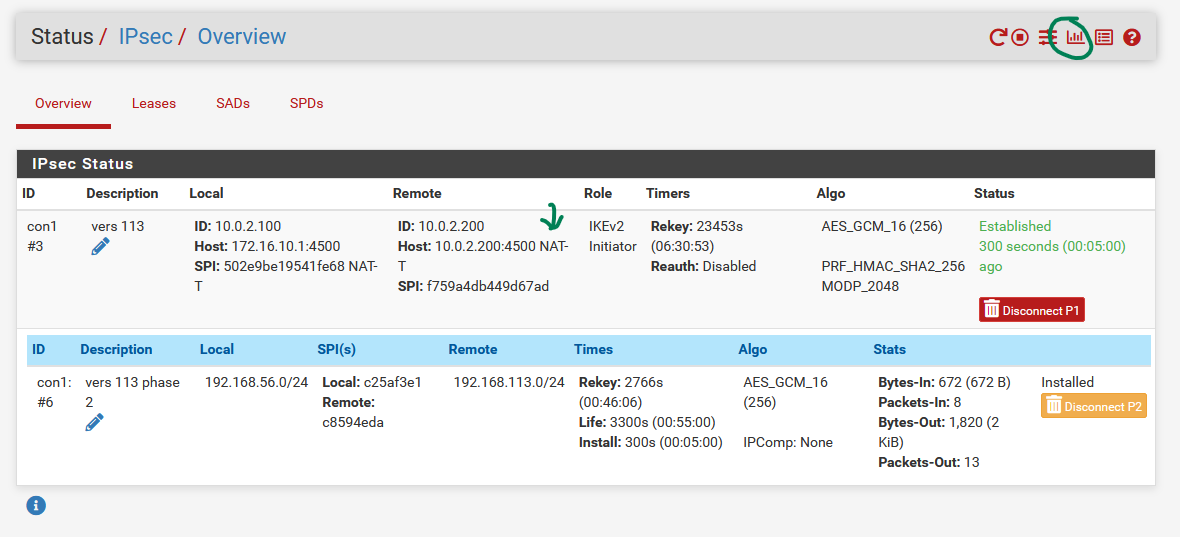 Status / IPsec / Overview
Overview Leases SADs SPDs
IPsec Status
ID Description Local Remote Role Timers Algo Status
con1
#3
vers 113
ID: 10.0.2.100
Host: 172.16.10.1:4500
SPI: 502e9be19541fe68 NAT-
T
ID: 10.0.2.200
Host: 10.0.2.200:4500 NAT-
T
SPI: f759a4db449d67ad
IKEv2
Initiator
Rekey: 23453s
(06:30:53)
Reauth: Disabled
AES_GCM_16 (256)
PRF_HMAC_SHA2_256
MODP_2048
Established
300 seconds (00:05:00)
ago
Disconnect P1
ID Description Local SPI(s) Remote Times Algo Stats
con1:
#6
vers 113 phase
2
192.168.56.0/24
Local: c25af3e1
Remote:
c8594eda
192.168.113.0/24
Rekey: 2766s
(00:46:06)
Life: 3300s (00:55:00)
Install: 300s (00:05:00)
AES_GCM_16
(256)
IPComp: None
Bytes-In: 672 (672 B)
Packets-In: 8
Bytes-Out: 1,820 (2
KiB)
Packets-Out: 13
Installed
Disconnect P2